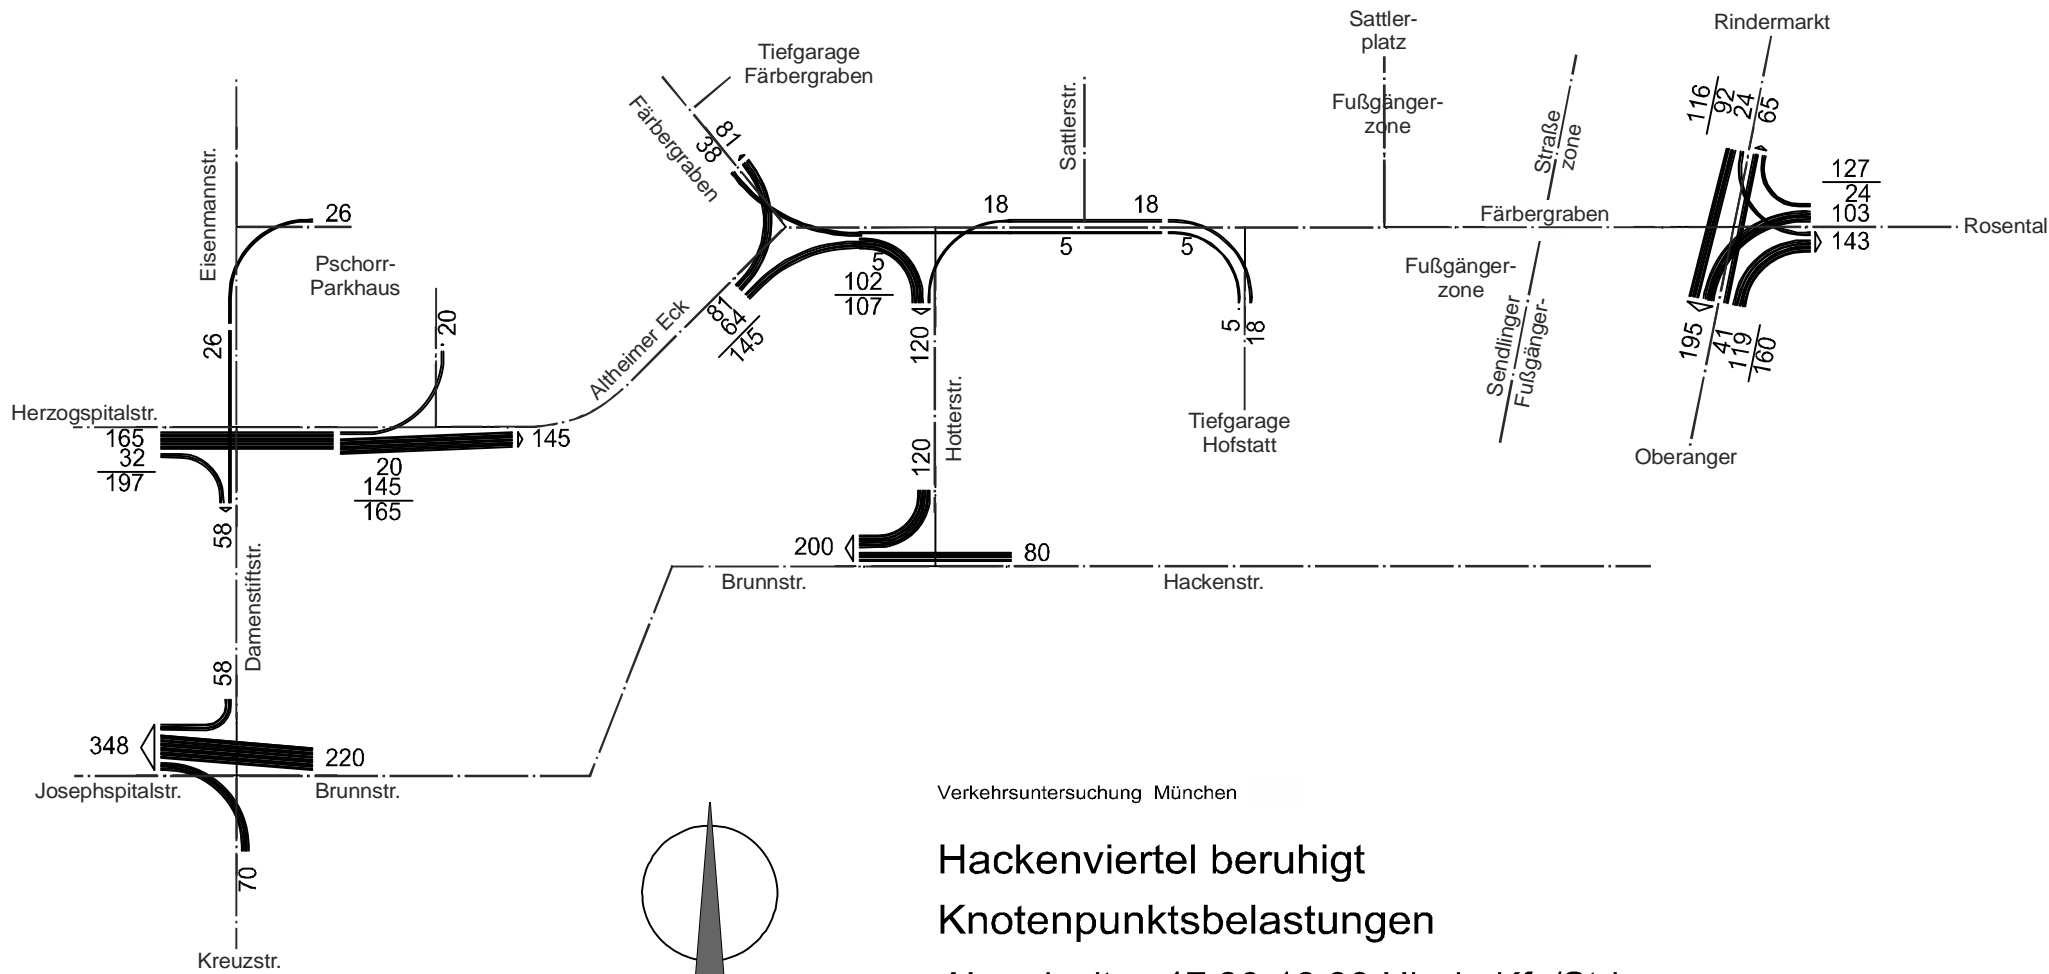 Sattler-
platz
Rindermarkt
Tiefgarage
Färbergraben
Färbergraben
81
38
Sattlerstr.
Fußgänger-
zone
Straße
zone
116
92
24
65
127
24
103
143
Rosental
Eisenmannstr.
26
Pschorr-
Parkhaus
26
20
18
18
5
5
5
102
107
120
81
64
145
Altheimer Eck
5
18
Färbergraben
Fußgänger-
zone
Sendlinger
Fußgänger-
195
41
119
160
Oberanger
Herzogspitalstr.
165
32
197
145
20
145
165
58
Damenstiftstr.
Hotterstr.
120
Tiefgarage
Hofstatt
200
80
Brunnstr.
Hackenstr.
58
348
220
Josephspitalstr.
Brunnstr.
70
Kreuzstr.
Verkehrsuntersuchung München
Hackenviertel beruhigt
Knotenpunktsbelastungen